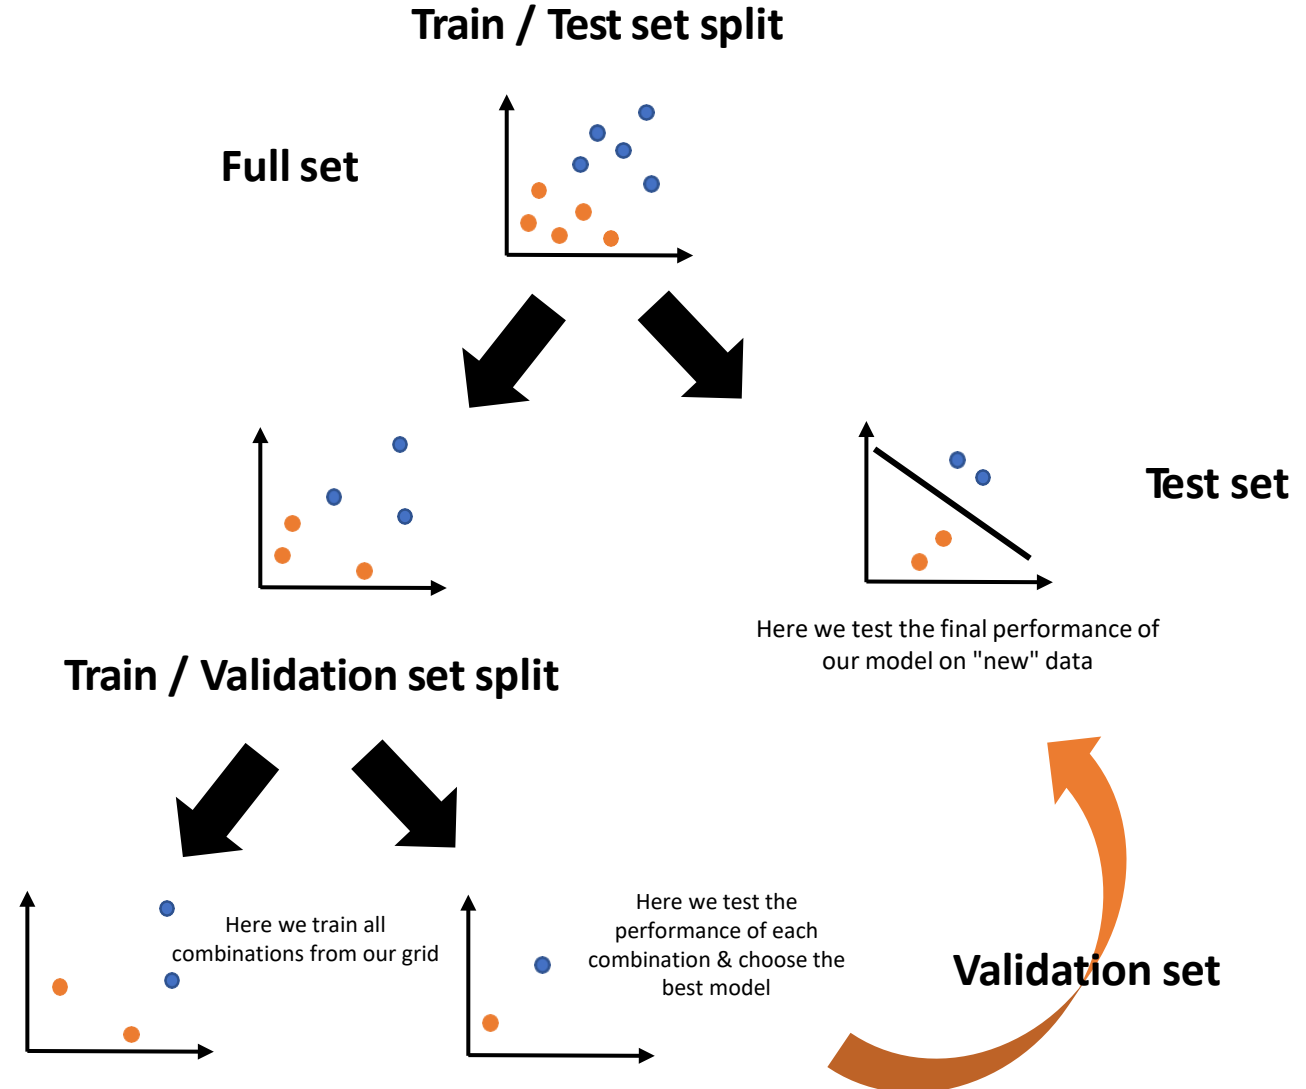 Train / Test set split
Full set
Test set
Here we test the final performance of
our model on "new" data
Train / Validation set split
Here we train all
combinations from our grid
Here we test the
performance of each
combination & choose the
best model
Validation set